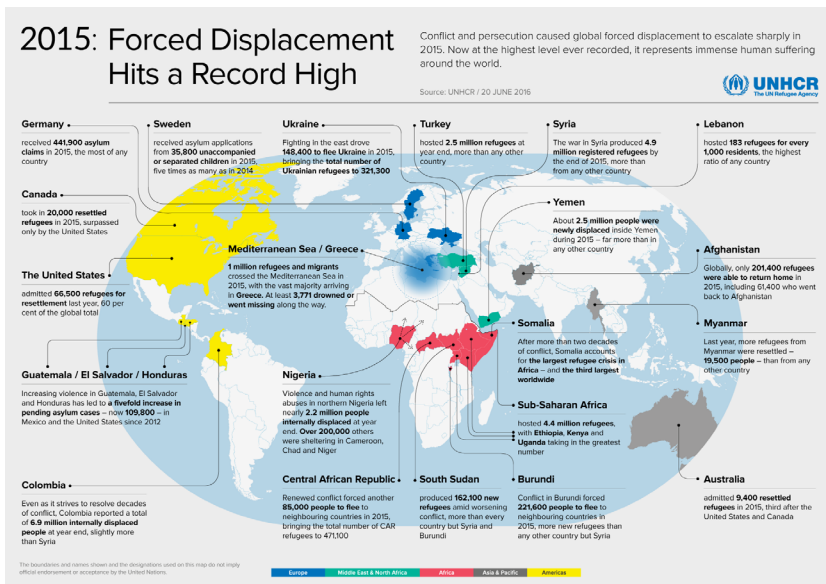 2015: Forced Displacement
Hits a Record High
Conflict and persecution caused global forced displacement to escalate sharply in
2015. Now at the highest level ever recorded, it represents immense human suffering
around the world.
Source: UNHCR / 20 JUNE 2016
UNHCR
The UN Refugee Agency
Germany
received 441,900 asylum
claims in 2015, the most of any
country
Sweden
received asylum applications
from 35,800 unaccompanied
or separated children in 2015,
five times as many as in 2014
Ukraine
Fighting in the east drove
148,400 to flee Ukraine in 2015,
bringing the total number of
Ukrainian refugees to 321,300
Turkey
hosted 2.5 million refugees at
year end, more than any other
country
Syria
The war in Syria produced 4.9
million registered refugees by
the end of 2015, more than
from any other country
Lebanon
hosted 183 refugees for every
1,000 residents, the highest
ratio of any country
Canada
took in 20,000 resettled
refugees in 2015, surpassed
only by the United States
Yemen
About 2.5 million people were
newly displaced inside Yemen
during 2015 – far more than in
any other country
Mediterranean Sea / Greece
1 million refugees and migrants
crossed the Mediterranean Sea in
2015, with the vast majority arriving
in Greece. At least 3,771 drowned or
went missing along the way.
Afghanistan
Globally, only 201,400 refugees
were able to return home in
2015, including 61,400 who went
back to Afghanistan
The United States
admitted 66,500 refugees for
resettlement last year, 60 per
cent of the global total
Somalia
After more than two decades
of conflict, Somalia accounts
for the largest refugee crisis in
Africa – and the third largest
worldwide
Myanmar
Last year, more refugees from
Myanmar were resettled –
19,500 people – than from any
other country
Guatemala / El Salvador / Honduras
Increasing violence in Guatemala, El Salvador
and Honduras has led to a fivefold increase in
pending asylum cases – now 109,800 – in
Mexico and the United States since 2012
Nigeria
Violence and human rights
abuses in northern Nigeria left
nearly 2.2 million people
internally displaced at year
end. Over 200,000 others
were sheltering in Cameroon,
Chad and Niger
Sub-Saharan Africa
hosted 4.4 million refugees,
with Ethiopia, Kenya and
Uganda taking in the greatest
number
Colombia
Even as it strives to resolve decades
of conflict, Colombia reported a total
of 6.9 million internally displaced
people at year end, slightly more
than Syria
Central African Republic
Renewed conflict forced another
85,000 people to flee to
neighbouring countries in 2015,
bringing the total number of CAR
refugees to 471,100
South Sudan
produced 162,100 new
refugees amid worsening
conflict, more than every
country but Syria and
Burundi
Burundi
Conflict in Burundi forced
221,600 people to flee to
neighbouring countries in
2015, more new refugees than
any other country but Syria
Australia
admitted 9,400 resettled
refugees in 2015, third after the
United States and Canada
The boundaries and names shown and the designations used on this map do not imply
official endorsement or acceptance by the United Nations.
Europe
Middle East & North Africa
Africa
Asia & Pacific
Americas